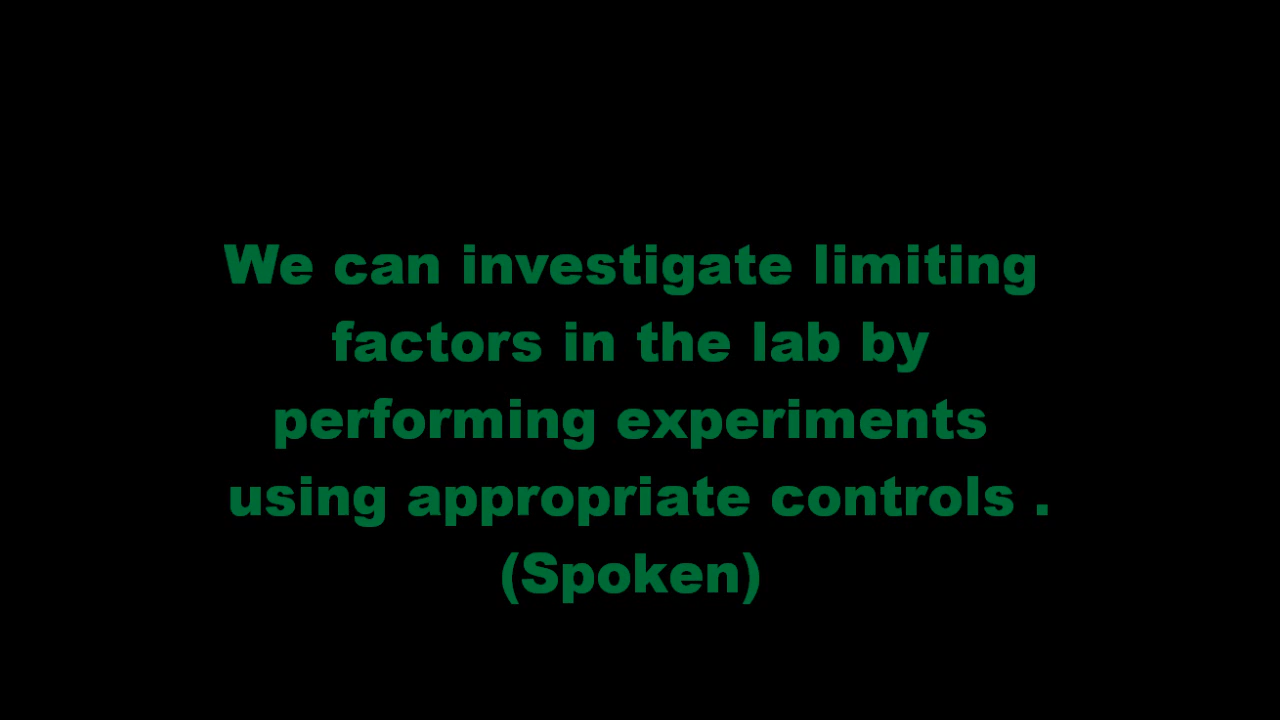 We can investigate limiting
factors in the lab by
performing experiments
using appropriate controls .
(Spoken)